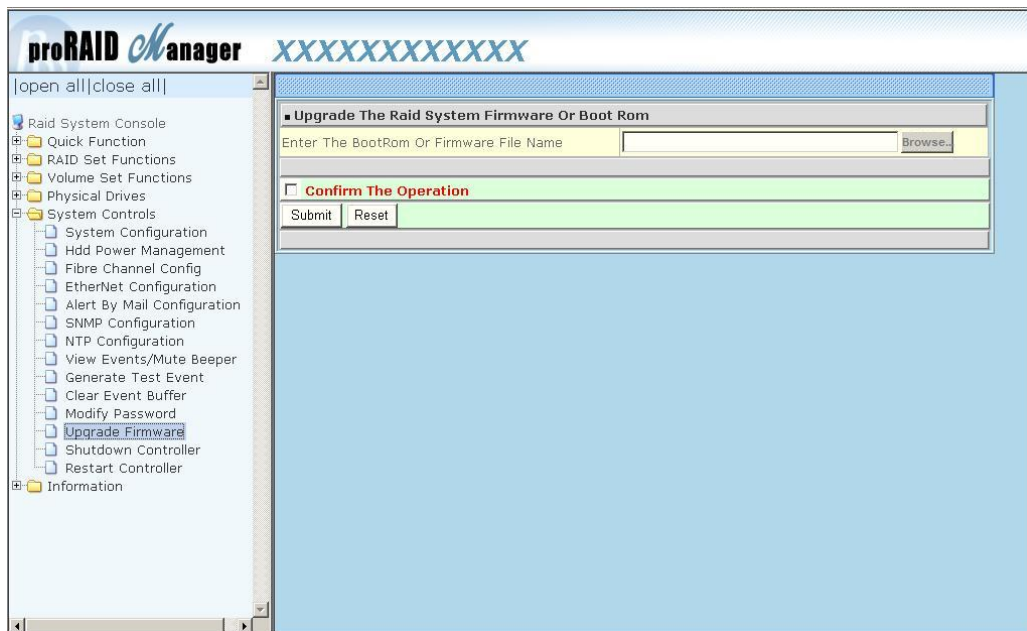 proRAID Manager XXXXXXXXXXXX
|open all|close all|
Raid System Console
Quick Function
RAID Set Functions
Volume Set Functions
Physical Drives
System Controls
System Configuration
Hdd Power Management
Fibre Channel Config
EtherNet Configuration
Alert By Mail Configuration
SNMP Configuration
NTP Configuration
View Events/Mute Beeper
Generate Test Event
Clear Event Buffer
Modify Password
Upgrade Firmware
Shutdown Controller
Restart Controller
Information
Upgrade The Raid System Firmware Or Boot Rom
Enter The BootRom Or Firmware File Name Browse...
Confirm The Operation
Submit Reset